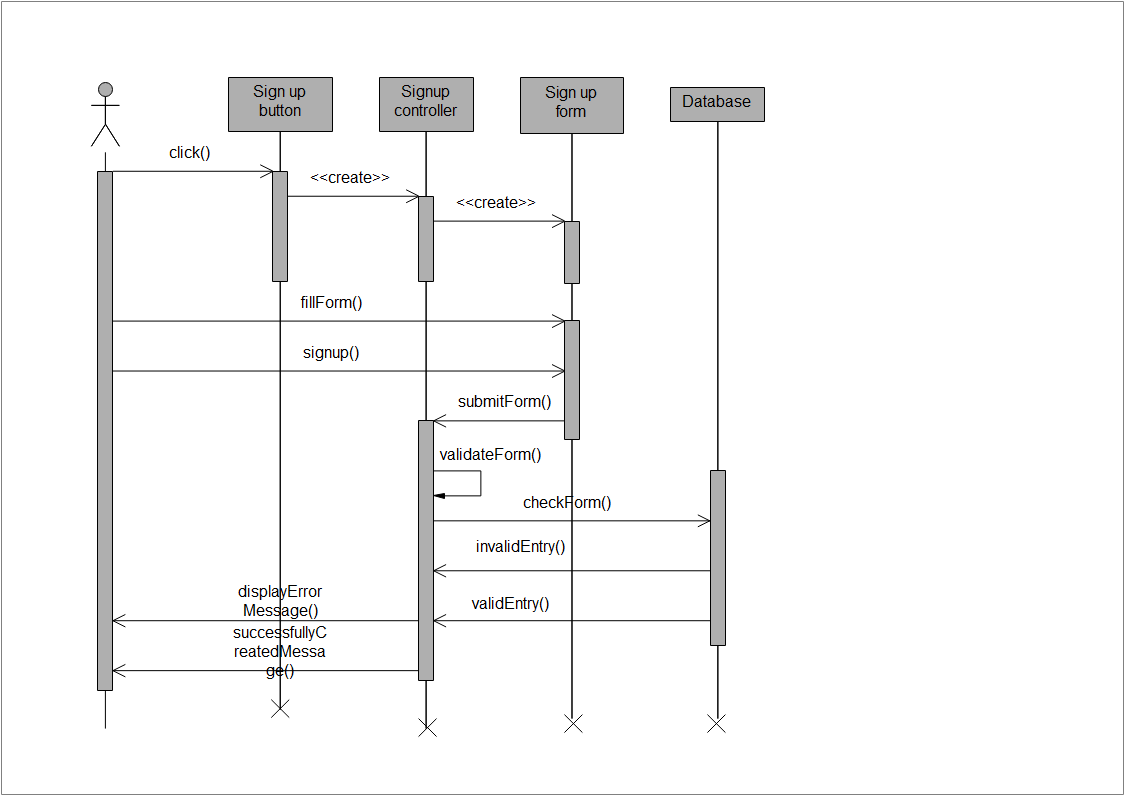 Sign up
button
Signup
controller
Sign up
form
Database
click()
<<create>>
<<create>>
fillForm()
signup()
submitForm()
validateForm()
checkForm()
invalidEntry()
displayError
Message()
validEntry()
successfullyC
reatedMessa
ge()